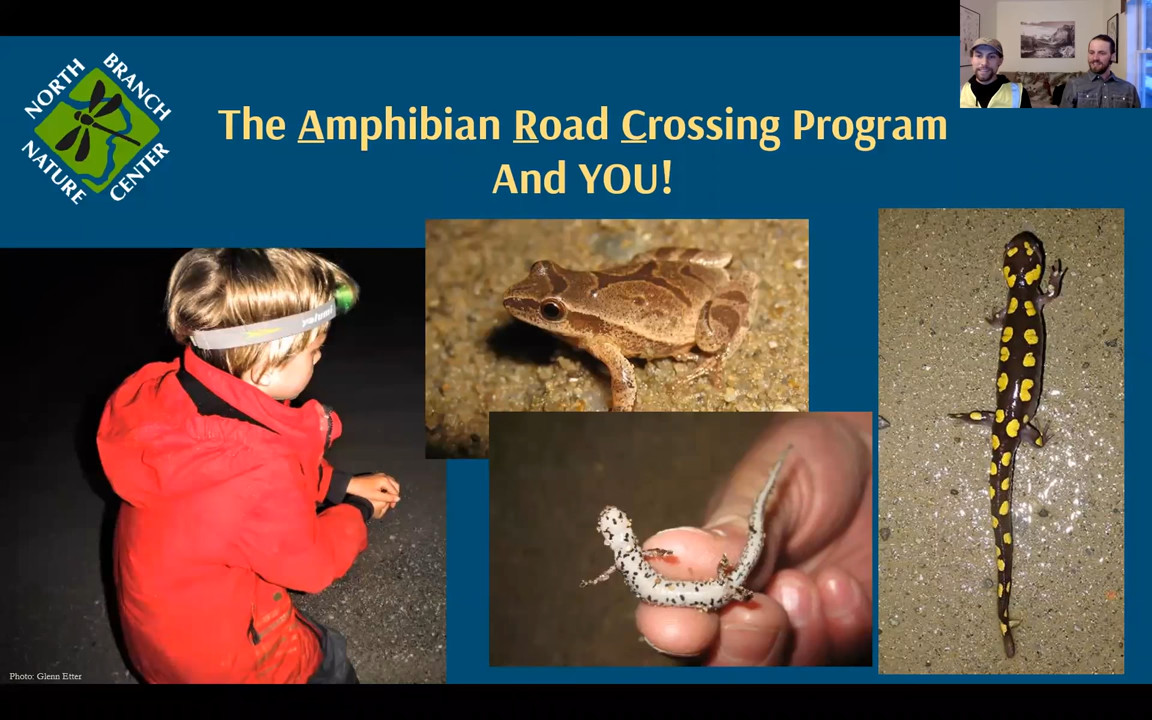 NORTH BRANCH
NATURE CENTER
The Amphibian Road Crossing Program
And YOU!
Photo: Glenn Etter